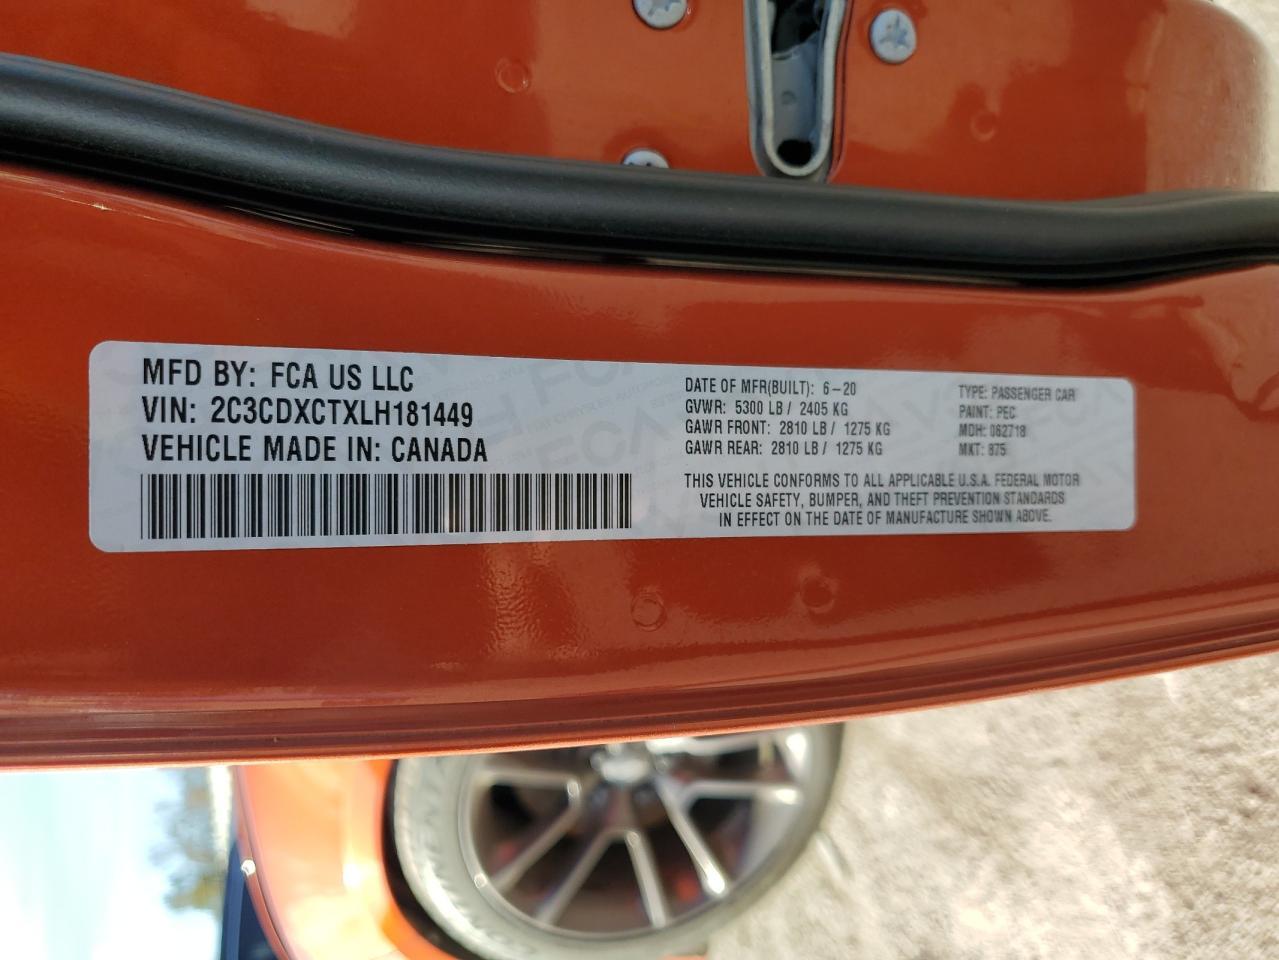 MFD BY: FCA US LLC
VIN: 2C3CDXCTXLH181449
VEHICLE MADE IN: CANADA
DATE OF MFR(BUILT): 6-20
GVWR: 5300 LB / 2405 KG
GAWR FRONT: 2810 LB / 1275 KG
GAWR REAR: 2810 LB / 1275 KG
TYPE: PASSENGER CAR
PAINT: PEC
MDH: 062718
MKT: 875
THIS VEHICLE CONFORMS TO ALL APPLICABLE U.S.A. FEDERAL MOTOR
VEHICLE SAFETY, BUMPER, AND THEFT PREVENTION STANDARDS
IN EFFECT ON THE DATE OF MANUFACTURE SHOWN ABOVE.